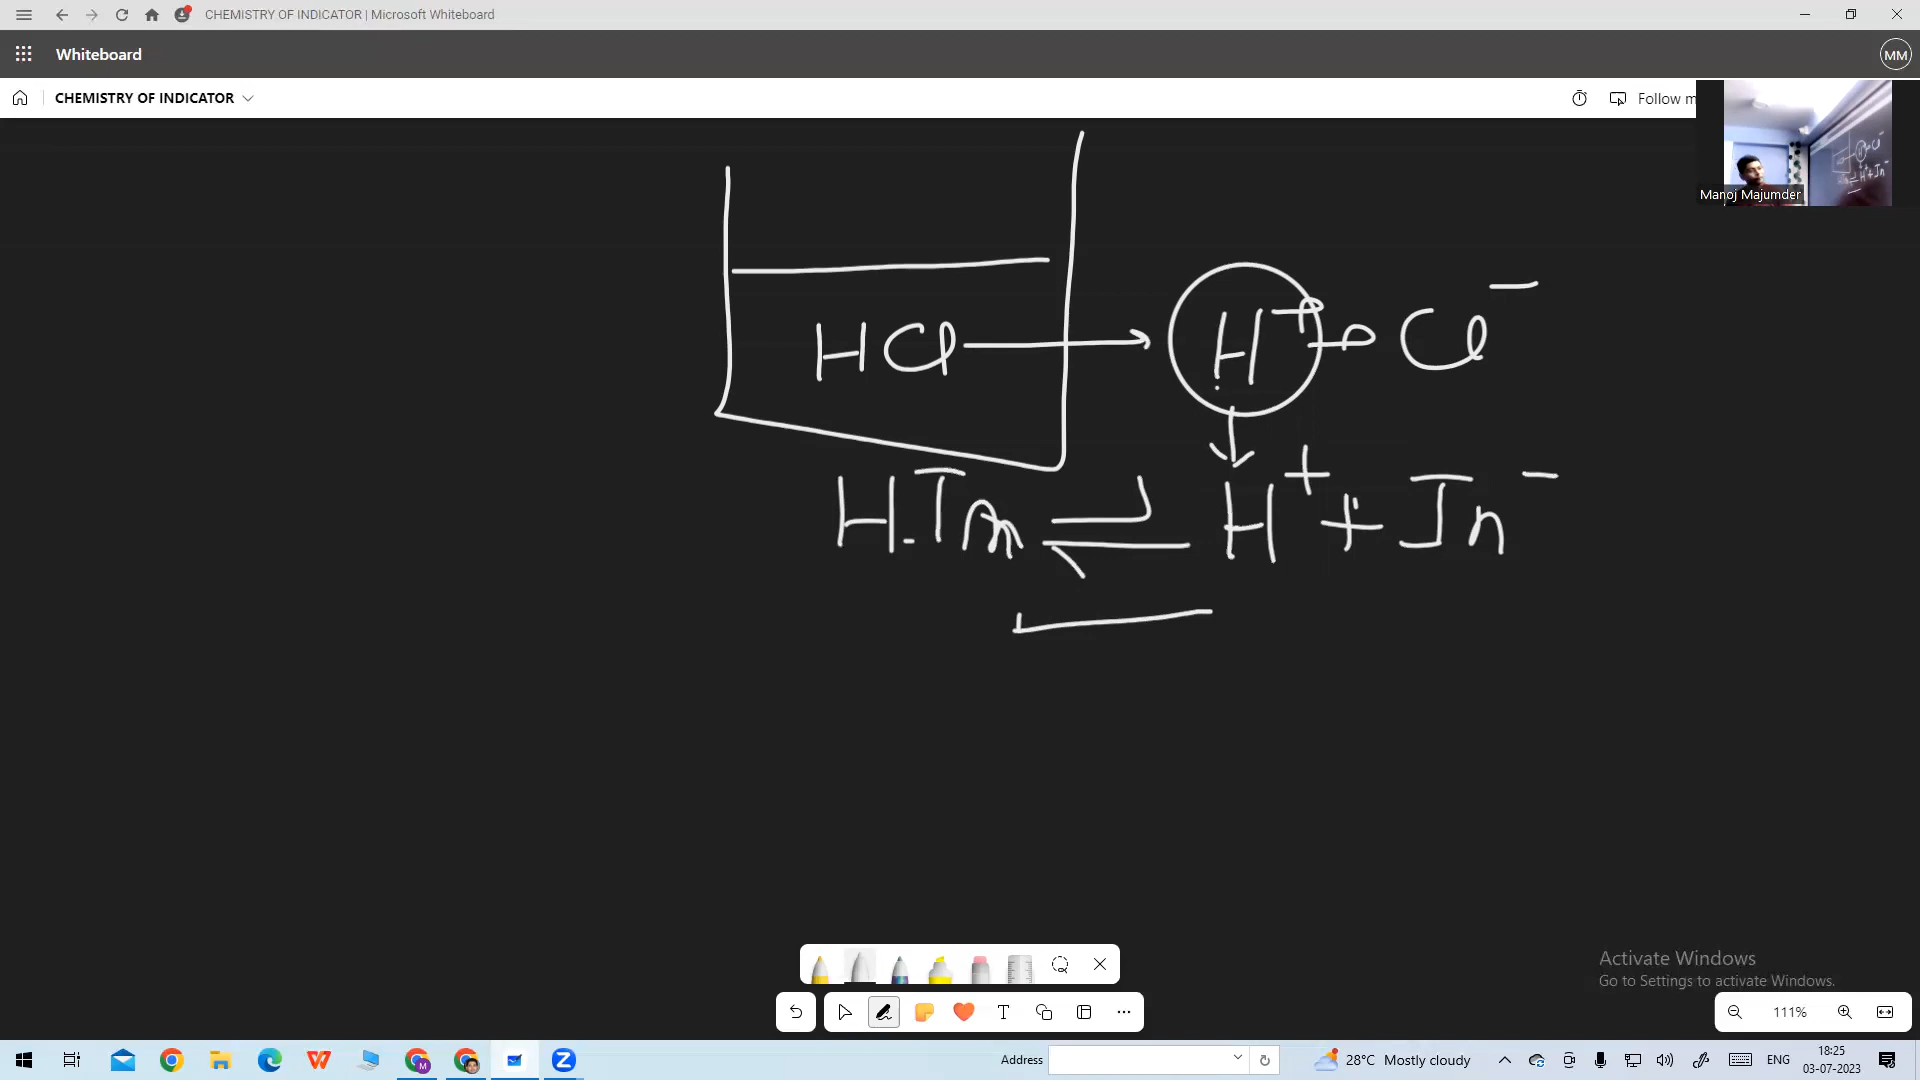 CHEMISTRY OF INDICATOR | Microsoft Whiteboard
Whiteboard
MM
CHEMISTRY OF INDICATOR
Follow m
Manoj Majumder
HCl → H⁺ + Cl⁻
H.In ⇌ H⁺ + In⁻
Activate Windows
Go to Settings to activate Windows.
111%
Address
28°C Mostly cloudy
ENG
18:25
03-07-2023